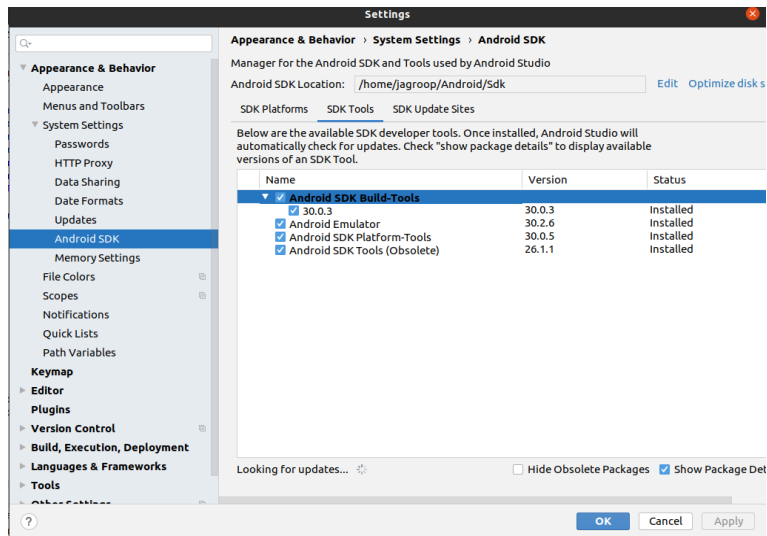 Settings
Appearance & Behavior
Appearance
Menus and Toolbars
System Settings
Passwords
HTTP Proxy
Data Sharing
Date Formats
Updates
Android SDK
Memory Settings
File Colors
Scopes
Notifications
Quick Lists
Path Variables
Keymap
Editor
Plugins
Version Control
Build, Execution, Deployment
Languages & Frameworks
Tools
Other Settings
Appearance & Behavior › System Settings › Android SDK
Manager for the Android SDK and Tools used by Android Studio
Android SDK Location: /home/jagroop/Android/Sdk Edit Optimize disk s
SDK Platforms SDK Tools SDK Update Sites
Below are the available SDK developer tools. Once installed, Android Studio will
automatically check for updates. Check "show package details" to display available
versions of an SDK Tool.
Name Version Status
Android SDK Build-Tools
30.0.3 30.0.3 Installed
Android Emulator 30.2.6 Installed
Android SDK Platform-Tools 30.0.5 Installed
Android SDK Tools (Obsolete) 26.1.1 Installed
Looking for updates... Hide Obsolete Packages Show Package Det
? OK Cancel Apply